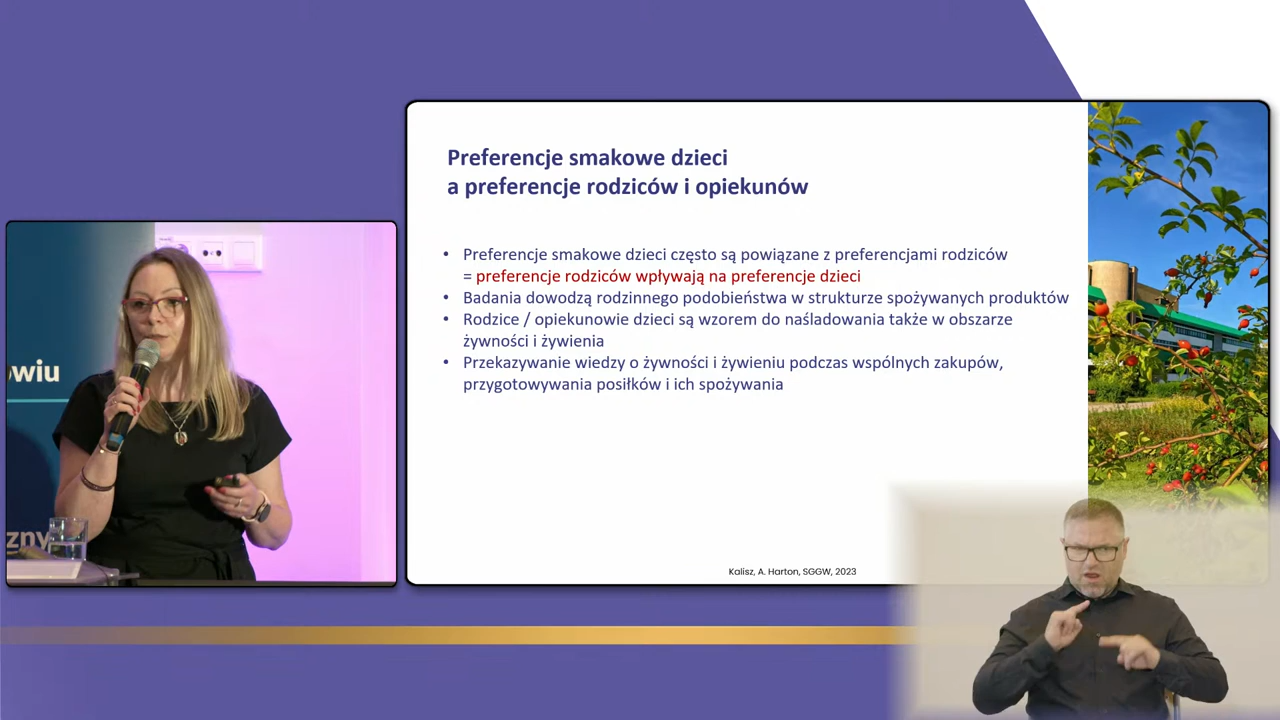 Preferencje smakowe dzieci
a preferencje rodziców i opiekunów
• Preferencje smakowe dzieci często są powiązane z preferencjami rodziców
= preferencje rodziców wpływają na preferencje dzieci
• Badania dowodzą rodzinnego podobieństwa w strukturze spożywanych produktów
• Rodzice / opiekunowie dzieci są wzorem do naśladowania także w obszarze
żywności i żywienia
• Przekazywanie wiedzy o żywności i żywieniu podczas wspólnych zakupów,
przygotowywania posiłków i ich spożywania
Kalisz, A. Harton, SGGW, 2023
owiu
zny